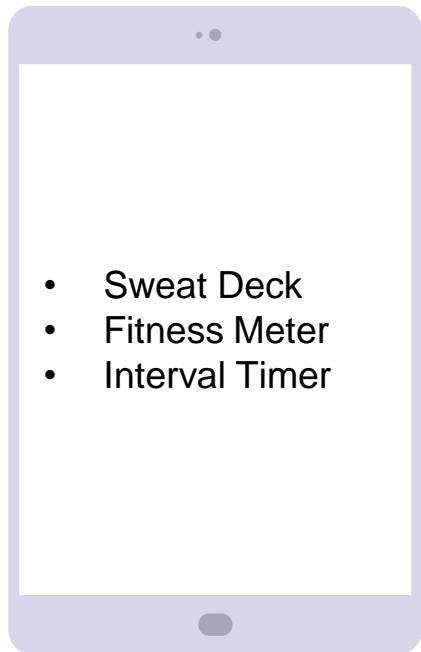 • Sweat Deck
• Fitness Meter
• Interval Timer